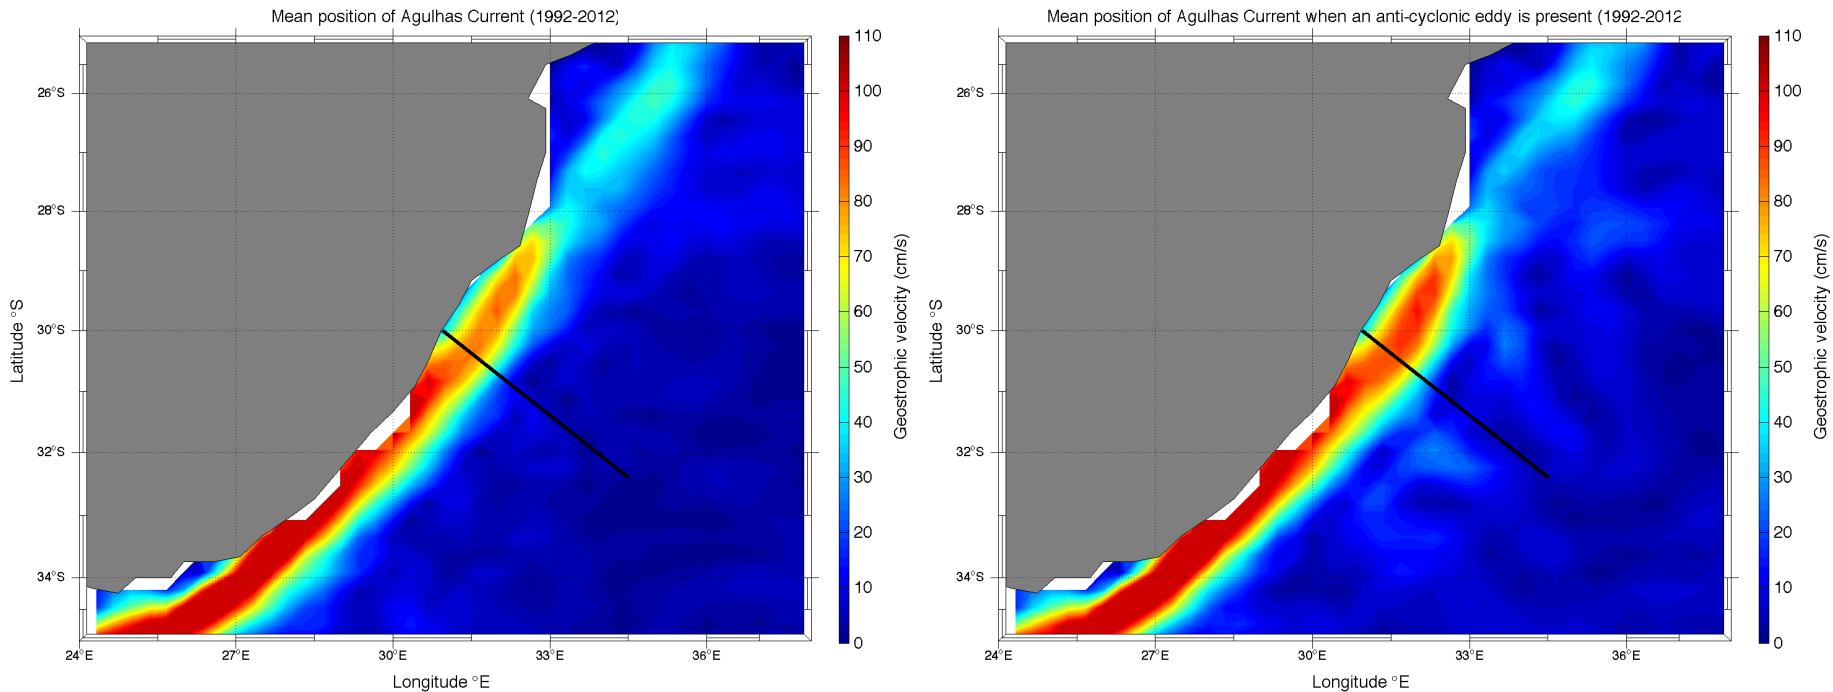 Mean position of Agulhas Current (1992-2012)
110
100
90
80
70
60
50
40
30
20
10
0
Geostrophic velocity (cm/s)
26°S
28°S
30°S
32°S
34°S
Latitude °S
24°E
27°E
30°E
33°E
36°E
Longitude °E
Mean position of Agulhas Current when an anti-cyclonic eddy is present (1992-2012
110
100
90
80
70
60
50
40
30
20
10
0
Geostrophic velocity (cm/s)
26°S
28°S
30°S
32°S
34°S
Latitude °S
24°E
27°E
30°E
33°E
36°E
Longitude °E